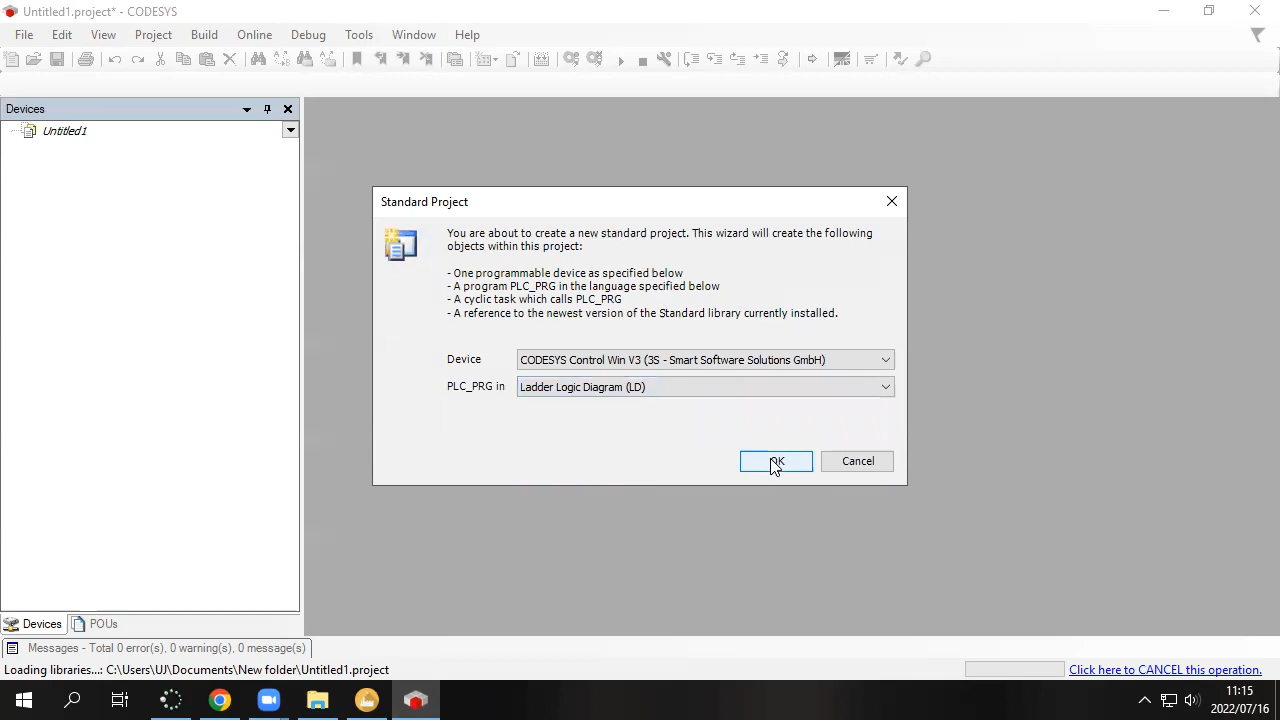 Untitled1.project* - CODESYS
File Edit View Project Build Online Debug Tools Window Help
Devices
Untitled1
Standard Project
You are about to create a new standard project. This wizard will create the following
objects within this project:
- One programmable device as specified below
- A program PLC_PRG in the language specified below
- A cyclic task which calls PLC_PRG
- A reference to the newest version of the Standard library currently installed.
Device CODESYS Control Win V3 (3S - Smart Software Solutions GmbH)
PLC_PRG in Ladder Logic Diagram (LD)
OK Cancel
Devices POUs
Messages - Total 0 error(s), 0 warning(s), 0 message(s)
Loading libraries...: C:\Users\UJ\Documents\New folder\Untitled1.project Click here to CANCEL this operation.
11:15
2022/07/16